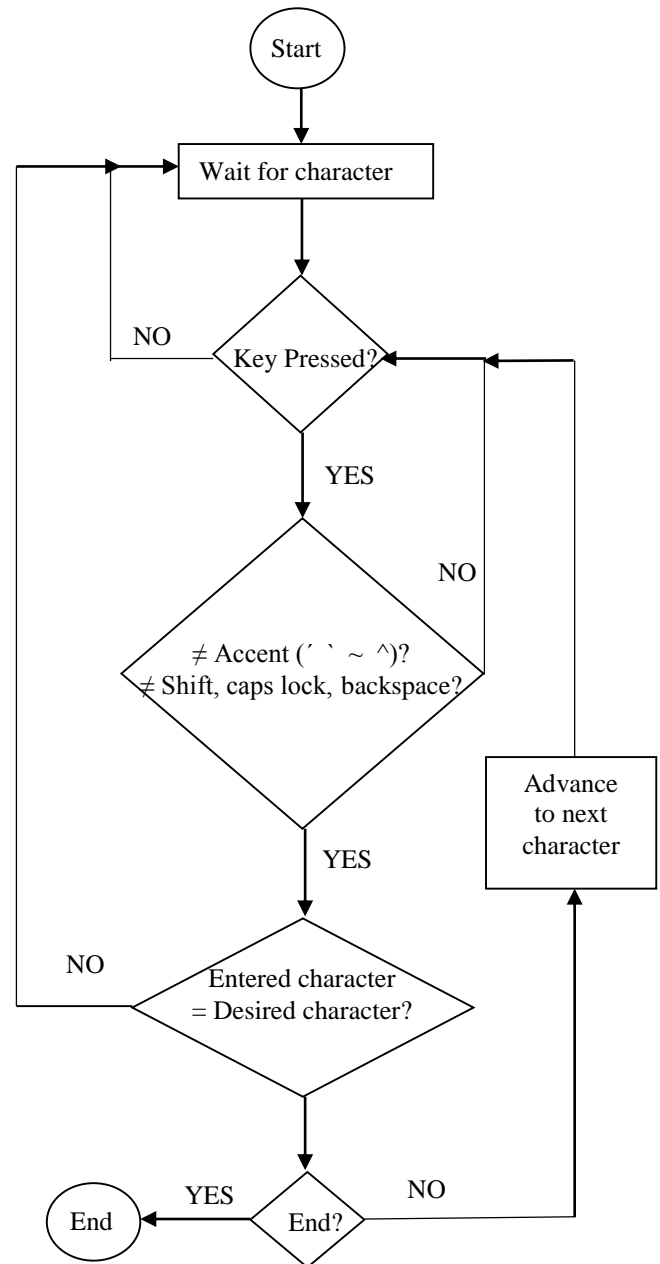 Start
Wait for character
NO
Key Pressed?
YES
NO
≠ Accent (´ ` ~ ^)?
≠ Shift, caps lock, backspace?
Advance
to next
character
YES
NO
Entered character
= Desired character?
YES
NO
End
End?